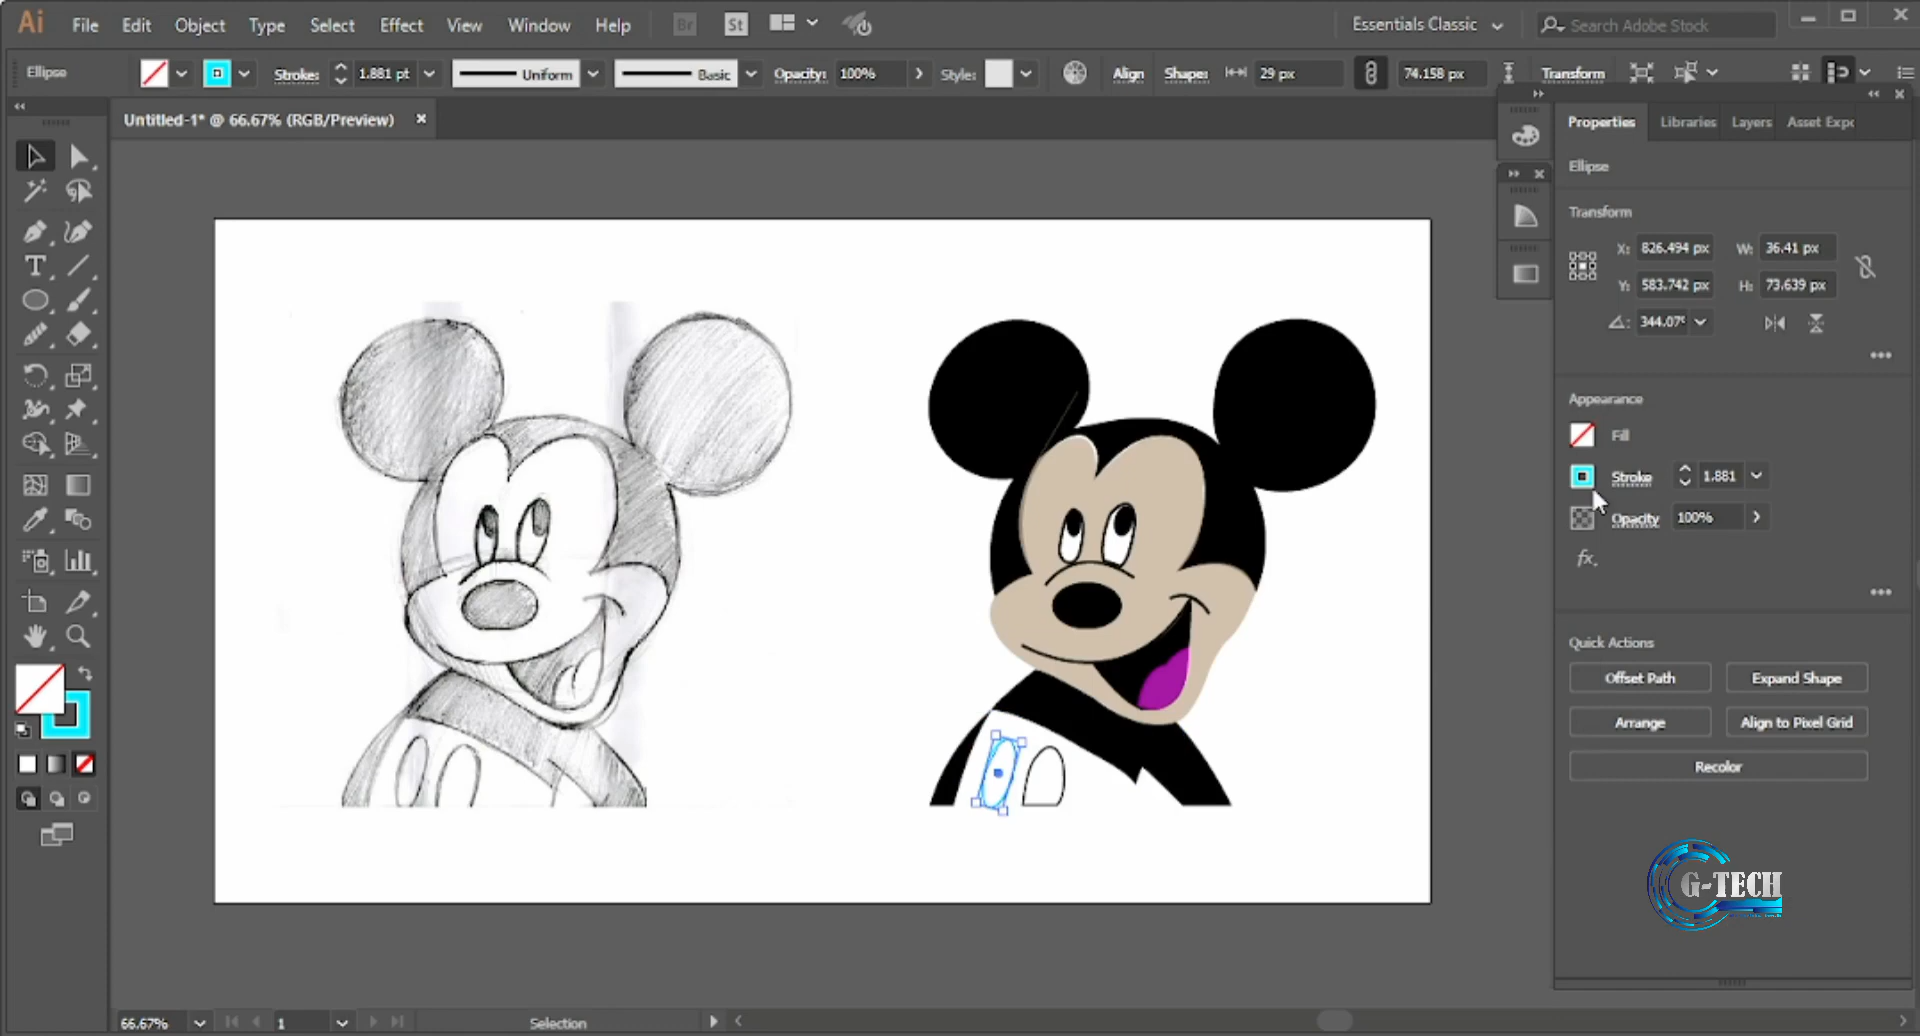 Ai File Edit Object Type Select Effect View Window Help Br St Essentials Classic Search Adobe Stock
Ellipse Stroke: 1.881 pt Uniform Basic Opacity: 100% Style: Align Shape: 29 px 74.158 px Transform
Untitled-1* @ 66.67% (RGB/Preview)
Properties Libraries Layers Asset Expo
Ellipse
Transform
X: 826.494 px W: 36.41 px
Y: 583.742 px H: 73.639 px
344.07°
Appearance
Fill
Stroke 1.881
Opacity 100%
fx.
Quick Actions
Offset Path Expand Shape
Arrange Align to Pixel Grid
Recolor
G-TECH
66.67% 1 Selection